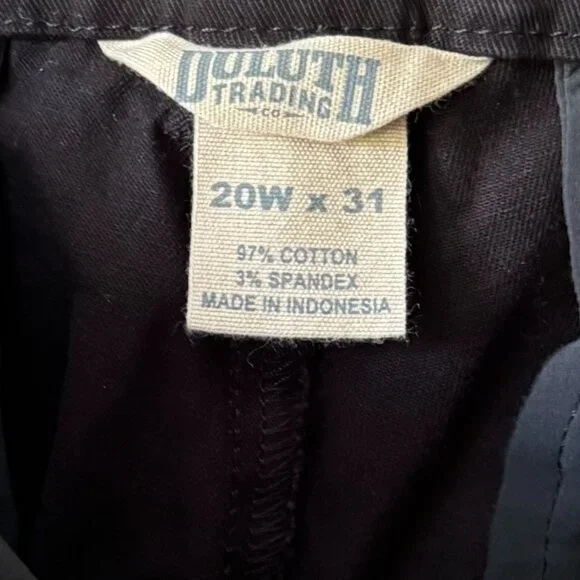 DULUTH
TRADING
CO
20W x 31
97% COTTON
3% SPANDEX
MADE IN INDONESIA